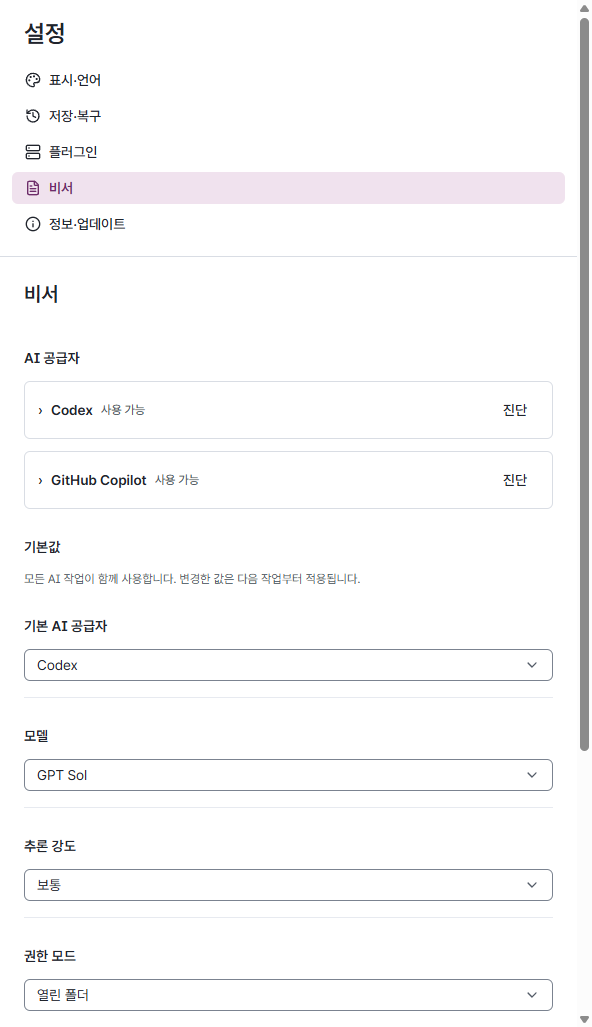 설정
표시·언어
저장·복구
플러그인
비서
정보·업데이트
비서
AI 공급자
› Codex 사용 가능 진단
› GitHub Copilot 사용 가능 진단
기본값
모든 AI 작업이 함께 사용합니다. 변경한 값은 다음 작업부터 적용됩니다.
기본 AI 공급자
Codex
모델
GPT Sol
추론 강도
보통
권한 모드
열린 폴더